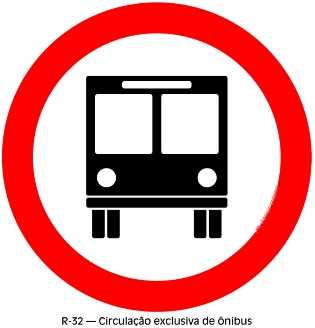 R-32 — Circulação exclusiva de ônibus